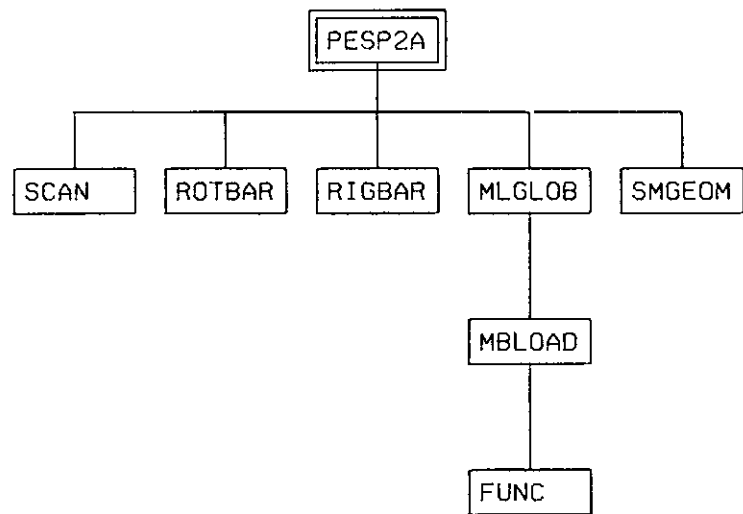 PESP2A
SCAN ROTBAR RIGBAR MLGLOB SMGEOM
MBLOAD
FUNC